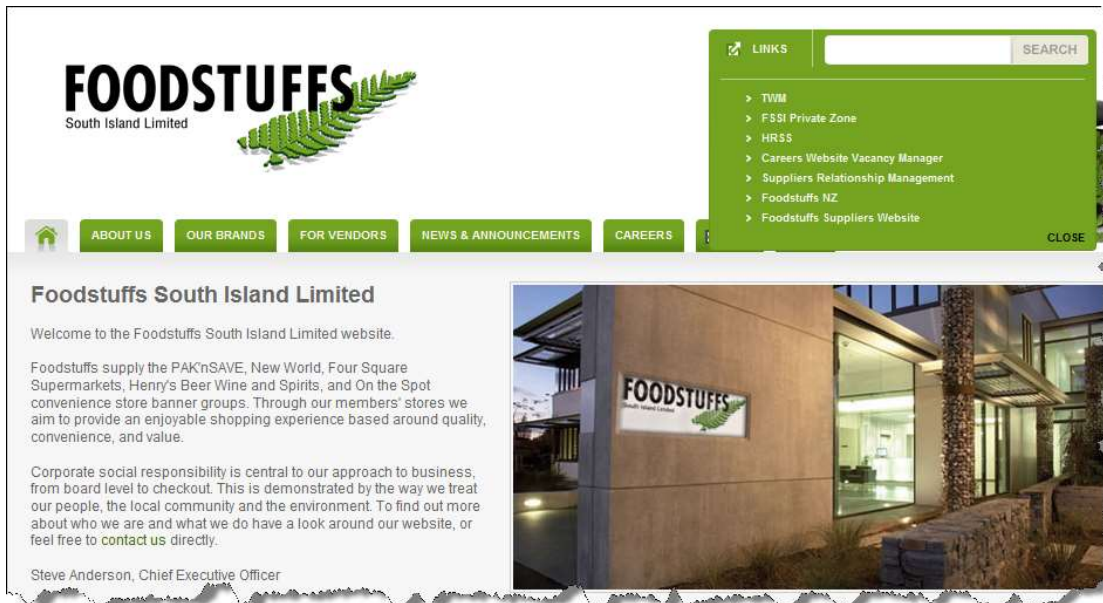 FOODSTUFFS
South Island Limited
LINKS
SEARCH
TWM
FSSI Private Zone
HRSS
Careers Website Vacancy Manager
Suppliers Relationship Management
Foodstuffs NZ
Foodstuffs Suppliers Website
CLOSE
ABOUT US
OUR BRANDS
FOR VENDORS
NEWS & ANNOUNCEMENTS
CAREERS
Foodstuffs South Island Limited
Welcome to the Foodstuffs South Island Limited website.
Foodstuffs supply the PAK'nSAVE, New World, Four Square
Supermarkets, Henry's Beer Wine and Spirits, and On the Spot
convenience store banner groups. Through our members' stores we
aim to provide an enjoyable shopping experience based around quality,
convenience, and value.
Corporate social responsibility is central to our approach to business,
from board level to checkout. This is demonstrated by the way we treat
our people, the local community and the environment. To find out more
about who we are and what we do have a look around our website, or
feel free to contact us directly.
Steve Anderson, Chief Executive Officer
FOODSTUFFS
South Island Limited